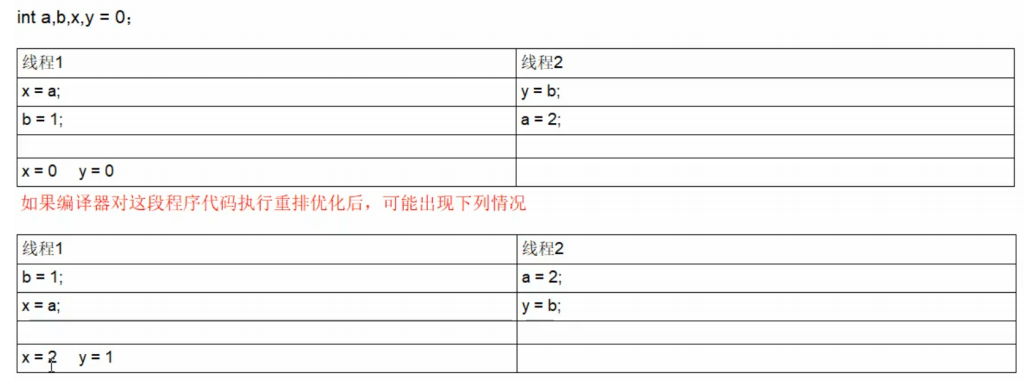 int a,b,x,y = 0；
线程1 线程2
x = a; y = b;
b = 1; a = 2;
x = 0 y = 0
如果编译器对这段程序代码执行重排优化后，可能出现下列情况
线程1 线程2
b = 1; a = 2;
x = a; y = b;
x = 2 y = 1